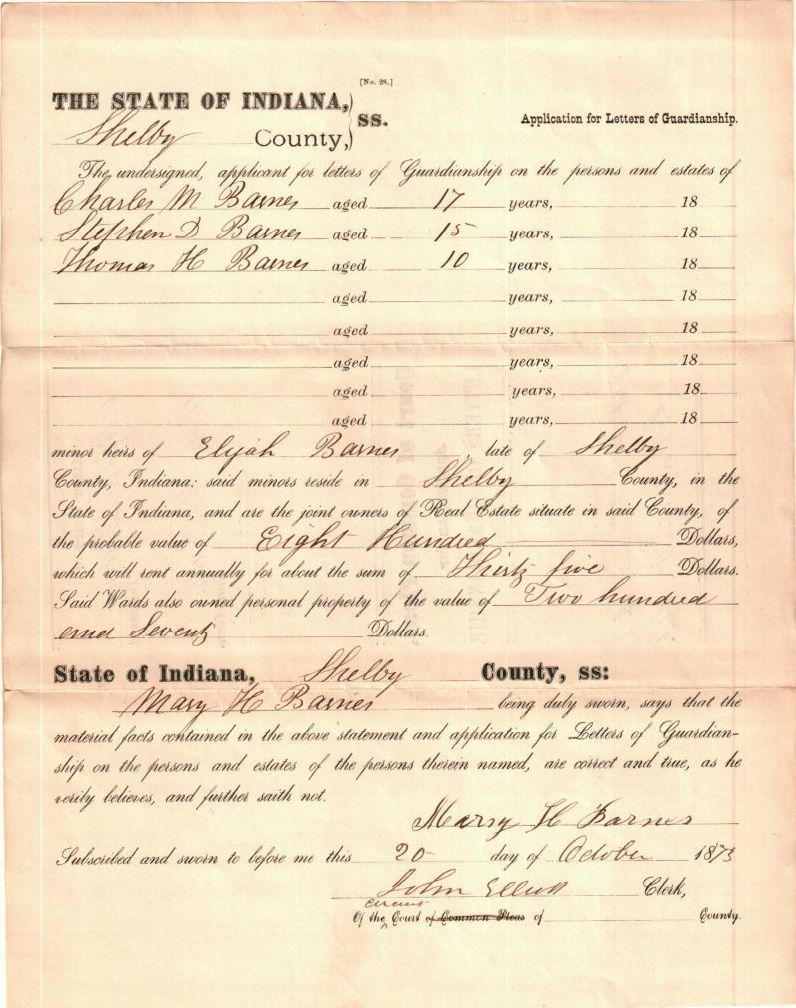 [No. 28.]
THE STATE OF INDIANA,
SS.
Shelby County,
Application for Letters of Guardianship.
The undersigned, applicant for letters of Guardianship on the persons and estates of
Charles M Barnes aged 17 years, 18
Stephen D Barnes aged 15 years, 18
Thomas H Barnes aged 10 years, 18
aged years, 18
aged years, 18
aged years, 18
aged years, 18
aged years, 18
minor heirs of Elijah Barnes, late of Shelby
County, Indiana; said minors reside in Shelby County, in the
State of Indiana, and are the joint owners of Real Estate situate in said County, of
the probable value of Eight Hundred Dollars,
which will rent annually for about the sum of Thirty five Dollars.
Said Wards also owned personal property of the value of Two hundred
and Seventy Dollars.
State of Indiana, Shelby County, ss:
Mary H Barnes being duly sworn, says that the
material facts contained in the above statement and application for Letters of Guardian-
ship on the persons and estates of the persons therein named, are correct and true, as he
verily believes, and further saith not.
Mary H Barnes
Subscribed and sworn to before me this 20 day of October 1873
John Elliott Clerk,
circuit
Of the Court of Common Pleas of County.